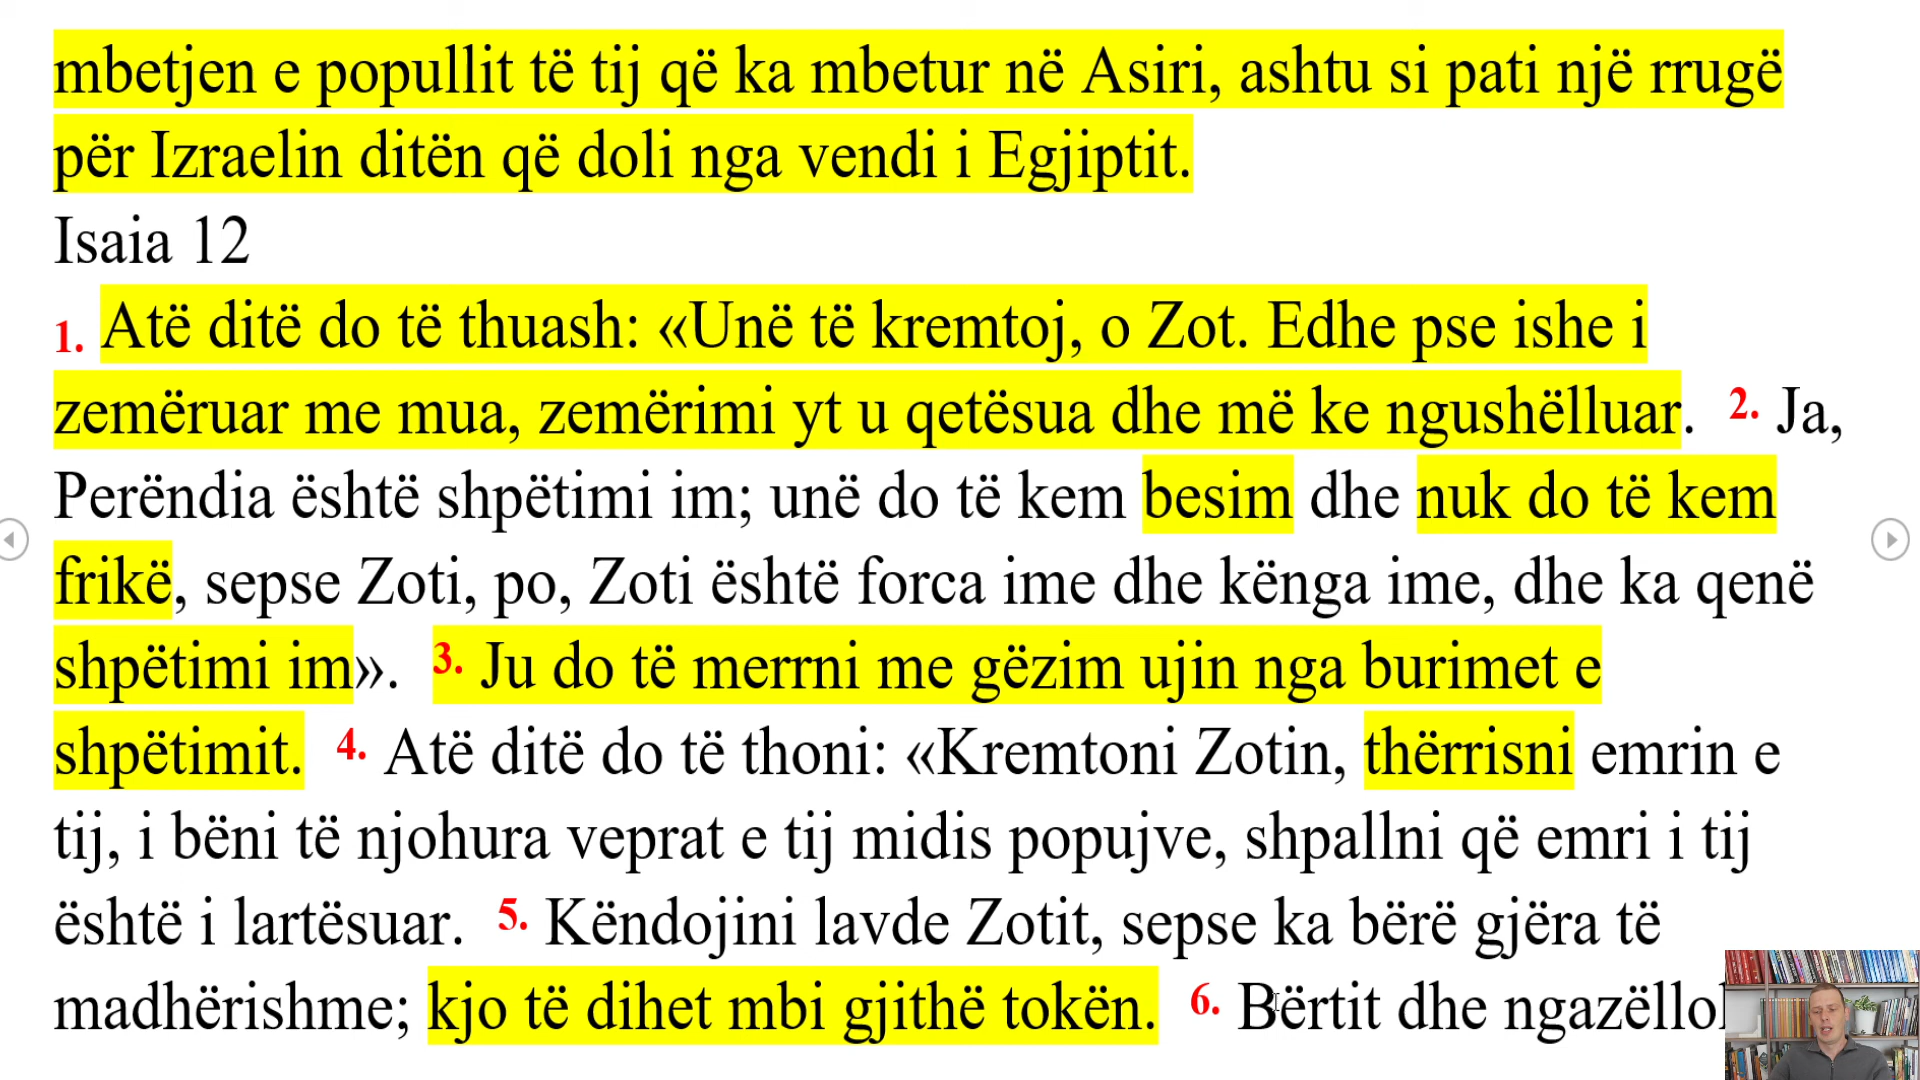 mbetjen e popullit të tij që ka mbetur në Asiri, ashtu si pati një rrugë
për Izraelin ditën që doli nga vendi i Egjiptit.
Isaia 12
1. Atë ditë do të thuash: «Unë të kremtoj, o Zot. Edhe pse ishe i
zemëruar me mua, zemërimi yt u qetësua dhe më ke ngushëlluar. 2. Ja,
Perëndia është shpëtimi im; unë do të kem besim dhe nuk do të kem
frikë, sepse Zoti, po, Zoti është forca ime dhe kënga ime, dhe ka qenë
shpëtimi im». 3. Ju do të merrni me gëzim ujin nga burimet e
shpëtimit. 4. Atë ditë do të thoni: «Kremtoni Zotin, thërrisni emrin e
tij, i bëni të njohura veprat e tij midis popujve, shpallni që emri i tij
është i lartësuar. 5. Këndojini lavde Zotit, sepse ka bërë gjëra të
madhërishme; kjo të dihet mbi gjithë tokën. 6. Bërtit dhe